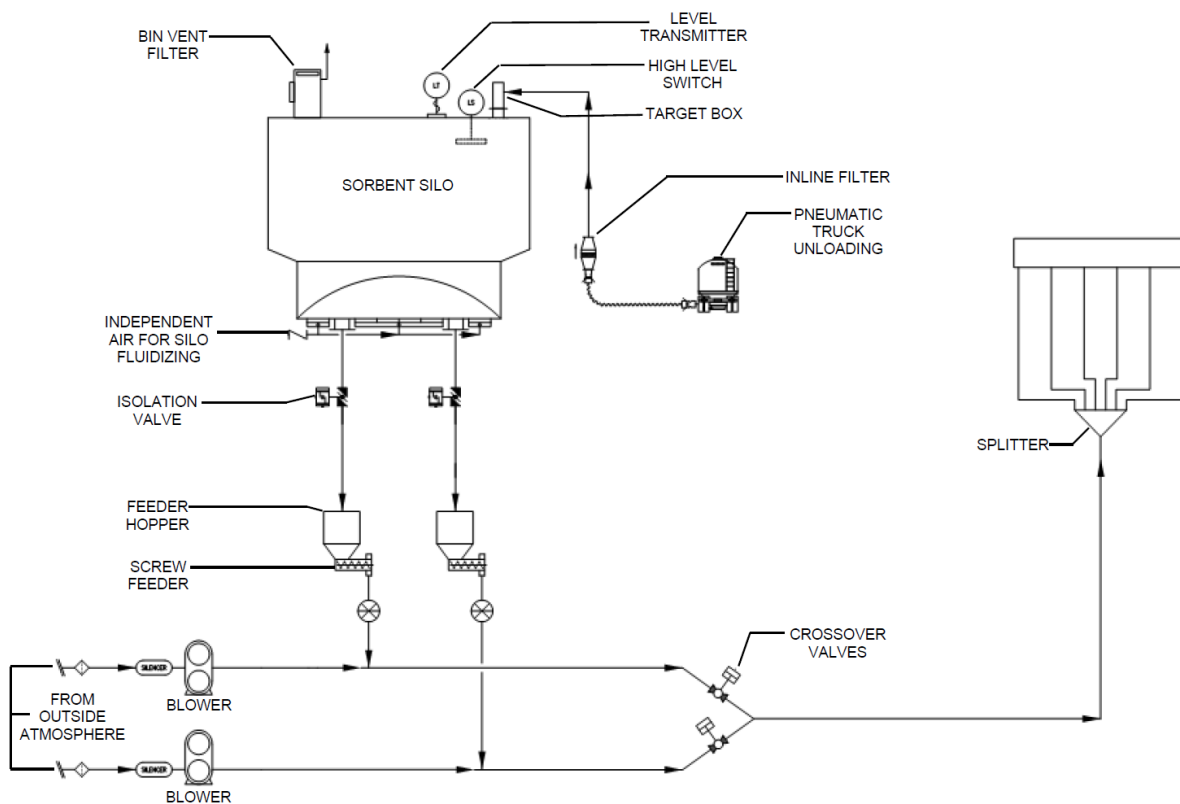 LEVEL
TRANSMITTER
BIN VENT
FILTER
HIGH LEVEL
SWITCH
LT
LS
TARGET BOX
SORBENT SILO
INLINE FILTER
PNEUMATIC
TRUCK
UNLOADING
INDEPENDENT
AIR FOR SILO
FLUIDIZING
ISOLATION
VALVE
SPLITTER
FEEDER
HOPPER
SCREW
FEEDER
CROSSOVER
VALVES
SILENCER
BLOWER
FROM
OUTSIDE
ATMOSPHERE
SILENCER
BLOWER